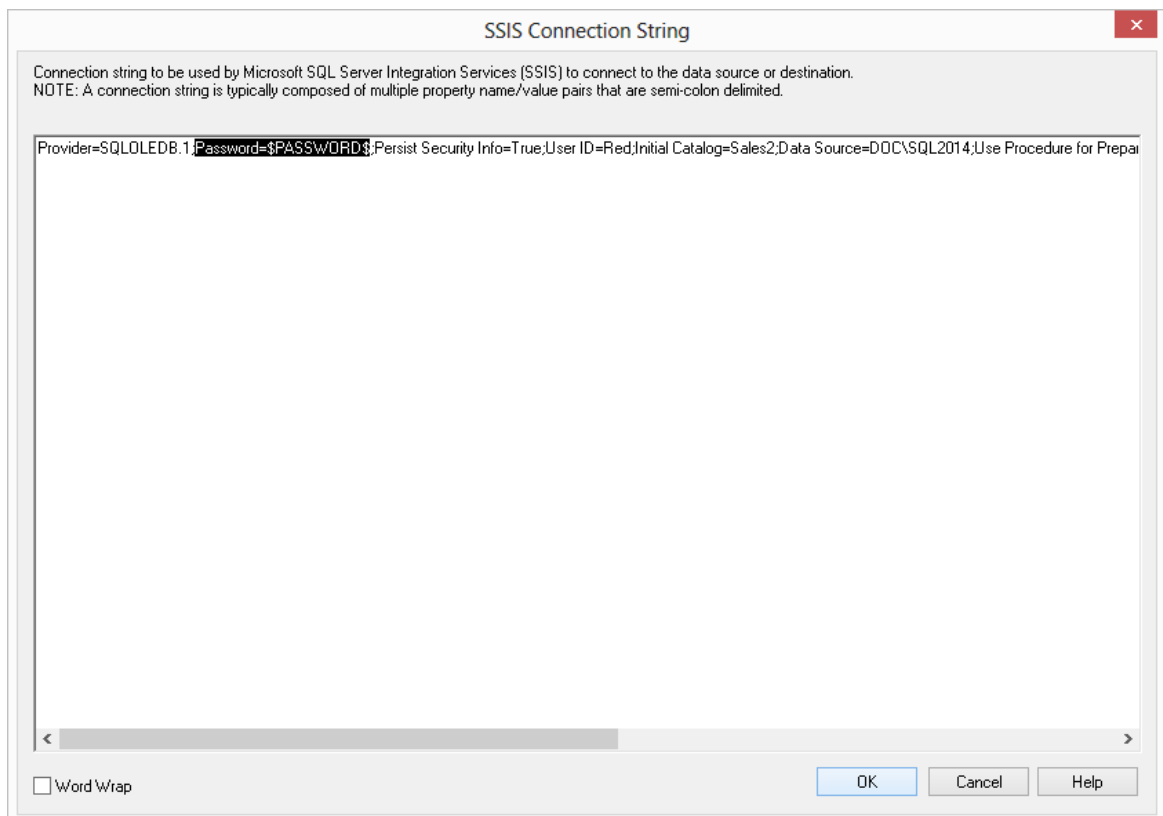 SSIS Connection String
Connection string to be used by Microsoft SQL Server Integration Services (SSIS) to connect to the data source or destination.
NOTE: A connection string is typically composed of multiple property name/value pairs that are semi-colon delimited.
Provider=SQLOLEDB.1;Password=$PASSWORD$;Persist Security Info=True;User ID=Red;Initial Catalog=Sales2;Data Source=DOC\SQL2014;Use Procedure for Prepar
Word Wrap
OK
Cancel
Help